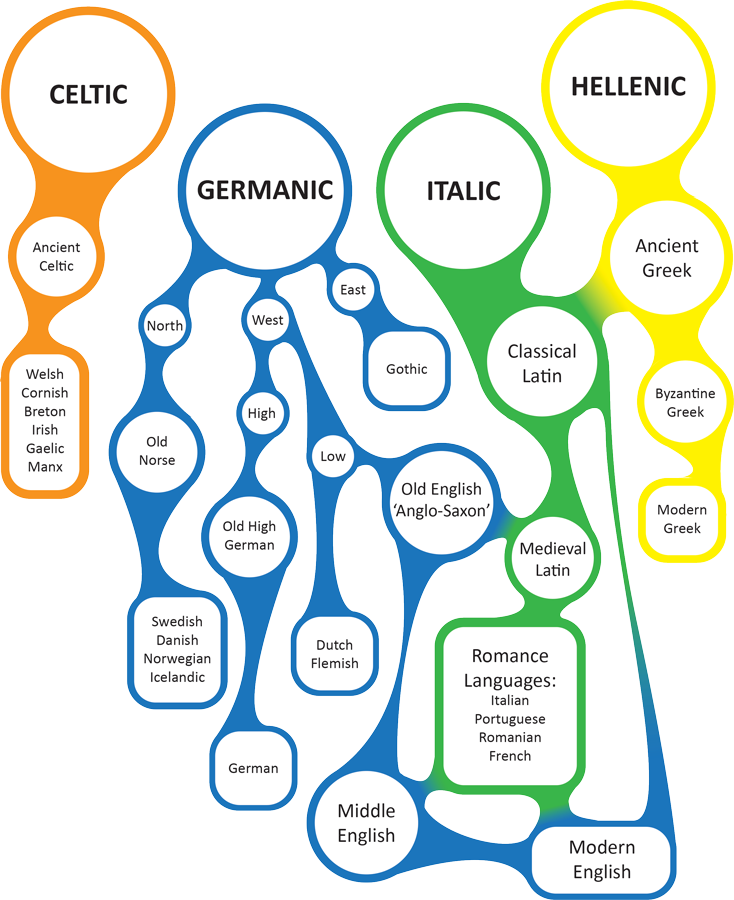 CELTIC
Ancient
Celtic
Welsh
Cornish
Breton
Irish
Gaelic
Manx
GERMANIC
North
Old
Norse
Swedish
Danish
Norwegian
Icelandic
West
High
Old High
German
German
Low
Dutch
Flemish
East
Gothic
Old English
‘Anglo-Saxon’
Middle
English
Modern
English
ITALIC
Classical
Latin
Medieval
Latin
Romance
Languages:
Italian
Portuguese
Romanian
French
HELLENIC
Ancient
Greek
Byzantine
Greek
Modern
Greek